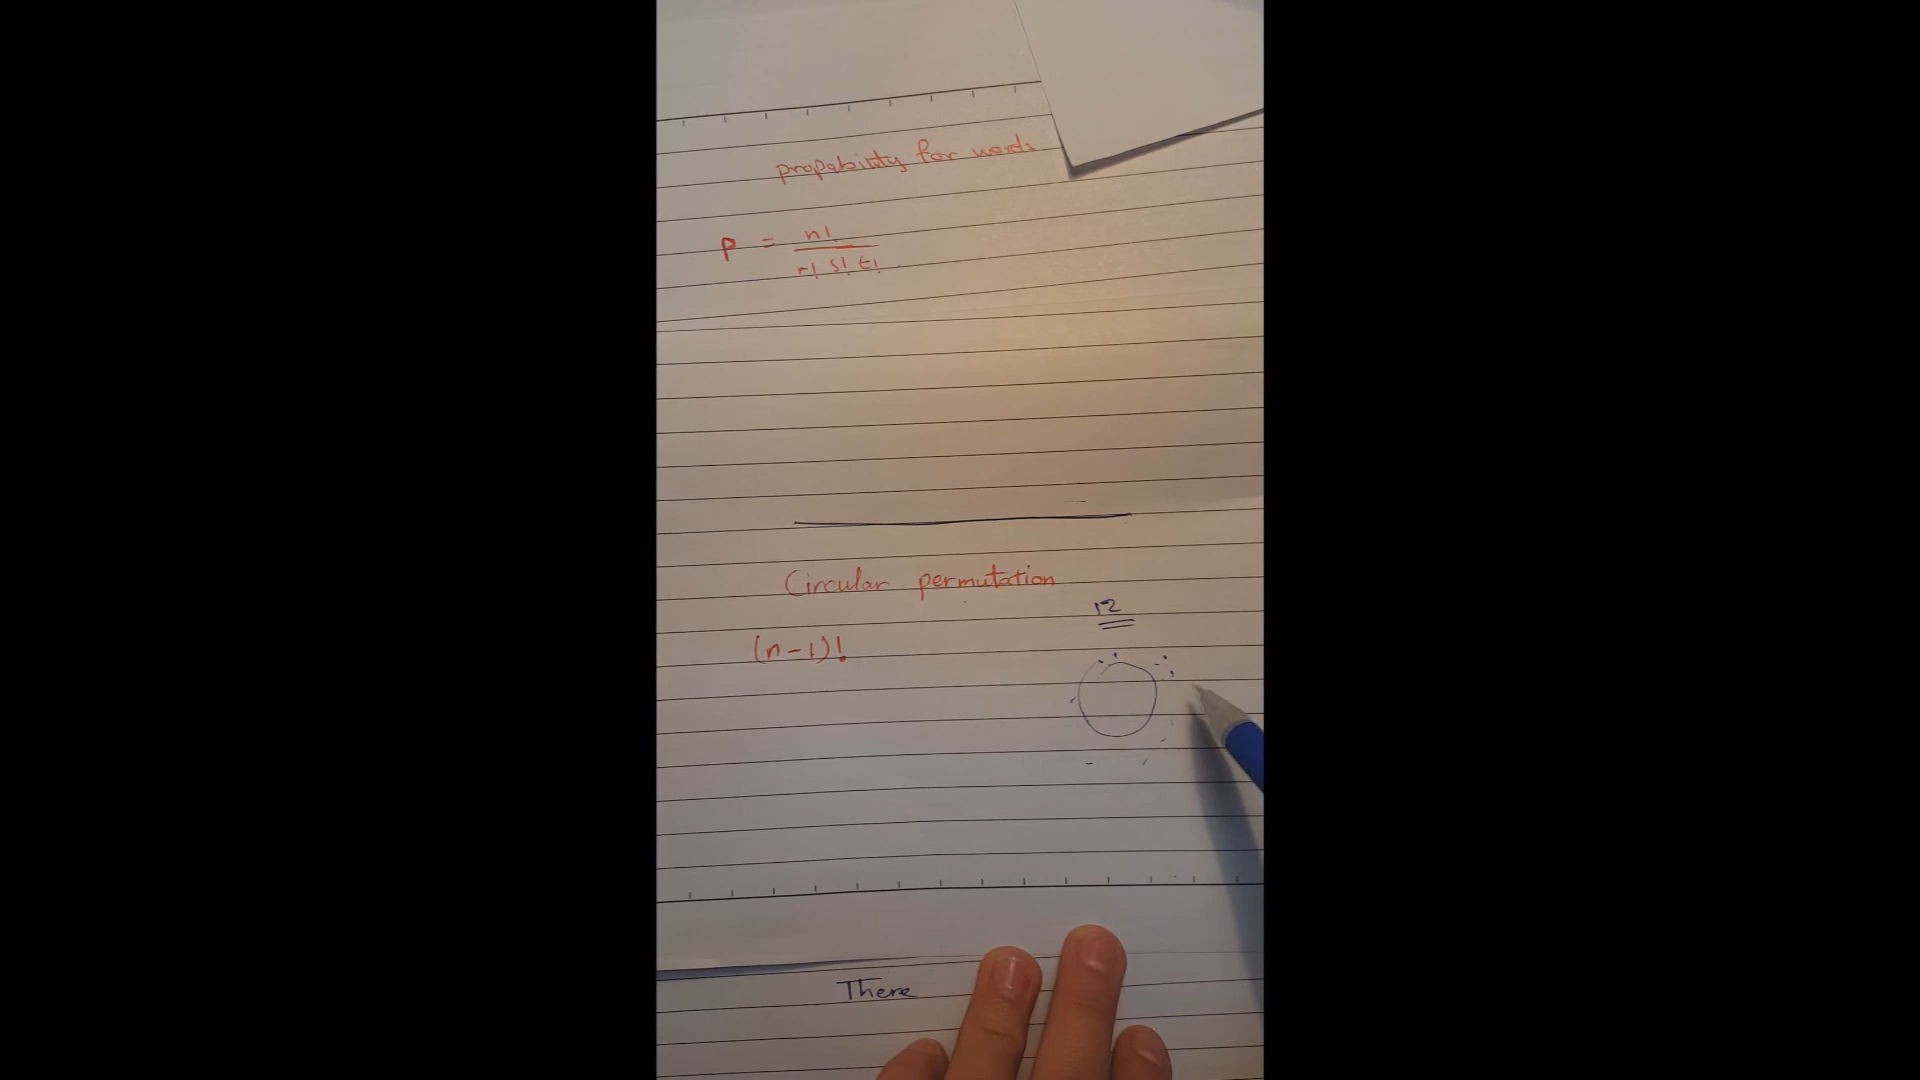 propability for words
P = n!
r! s! t!
Circular permutation
12
(n-1)!
There